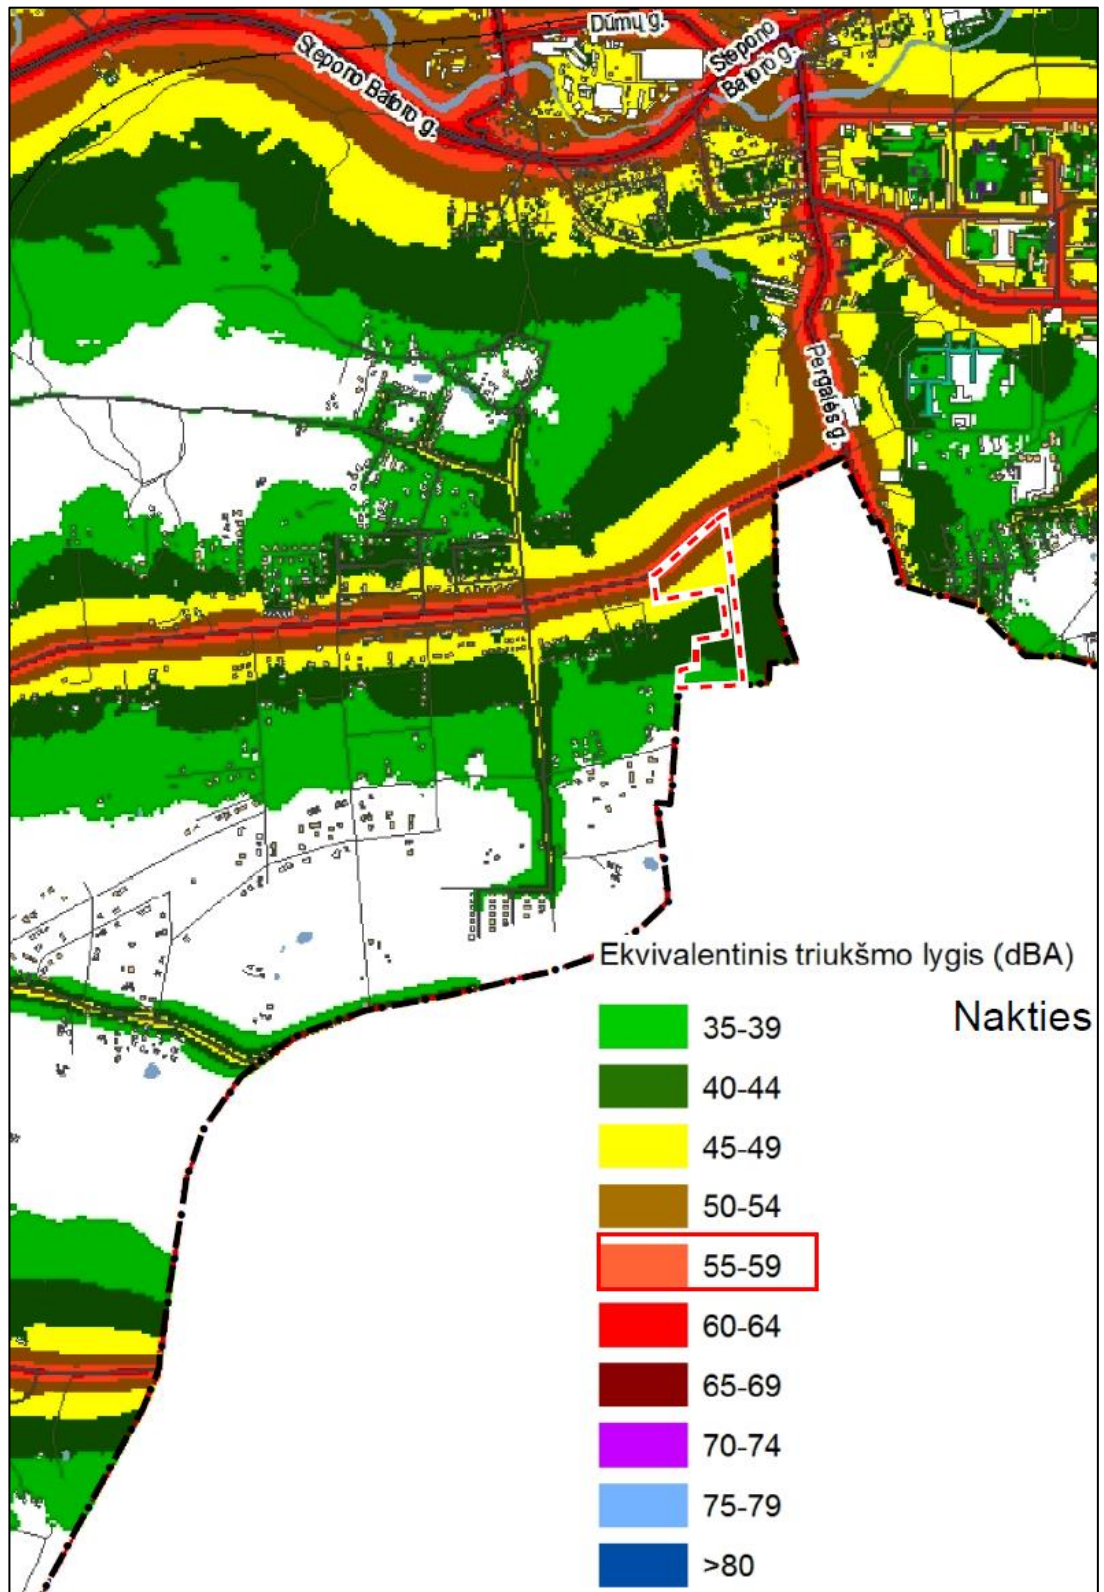 Dūmų g.
Stepono Batoro g.
Stepono
Batoro g.
Pergalės g.
Ekvivalentinis triukšmo lygis (dBA)
Nakties
35-39
40-44
45-49
50-54
55-59
60-64
65-69
70-74
75-79
>80